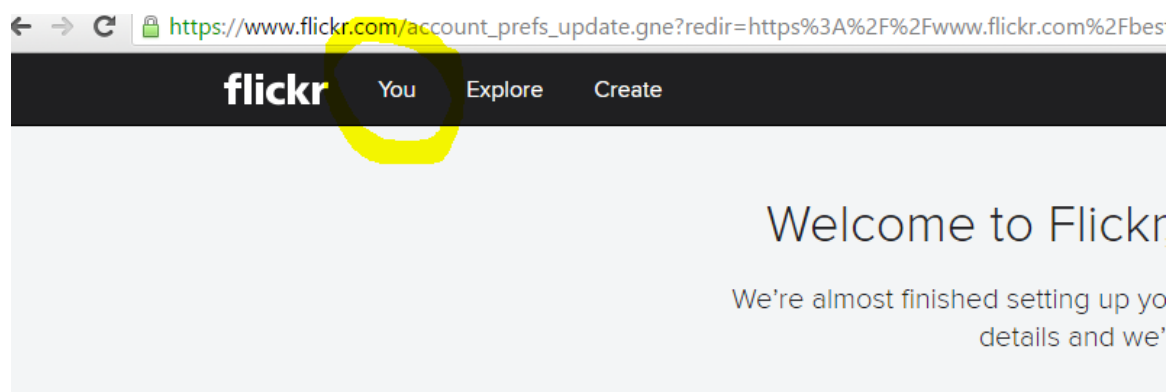 https://www.flickr.com/account_prefs_update.gne?redir=https%3A%2F%2Fwww.flickr.com%2Fbes
flickr You Explore Create
Welcome to Flickr
We're almost finished setting up yo
details and we'